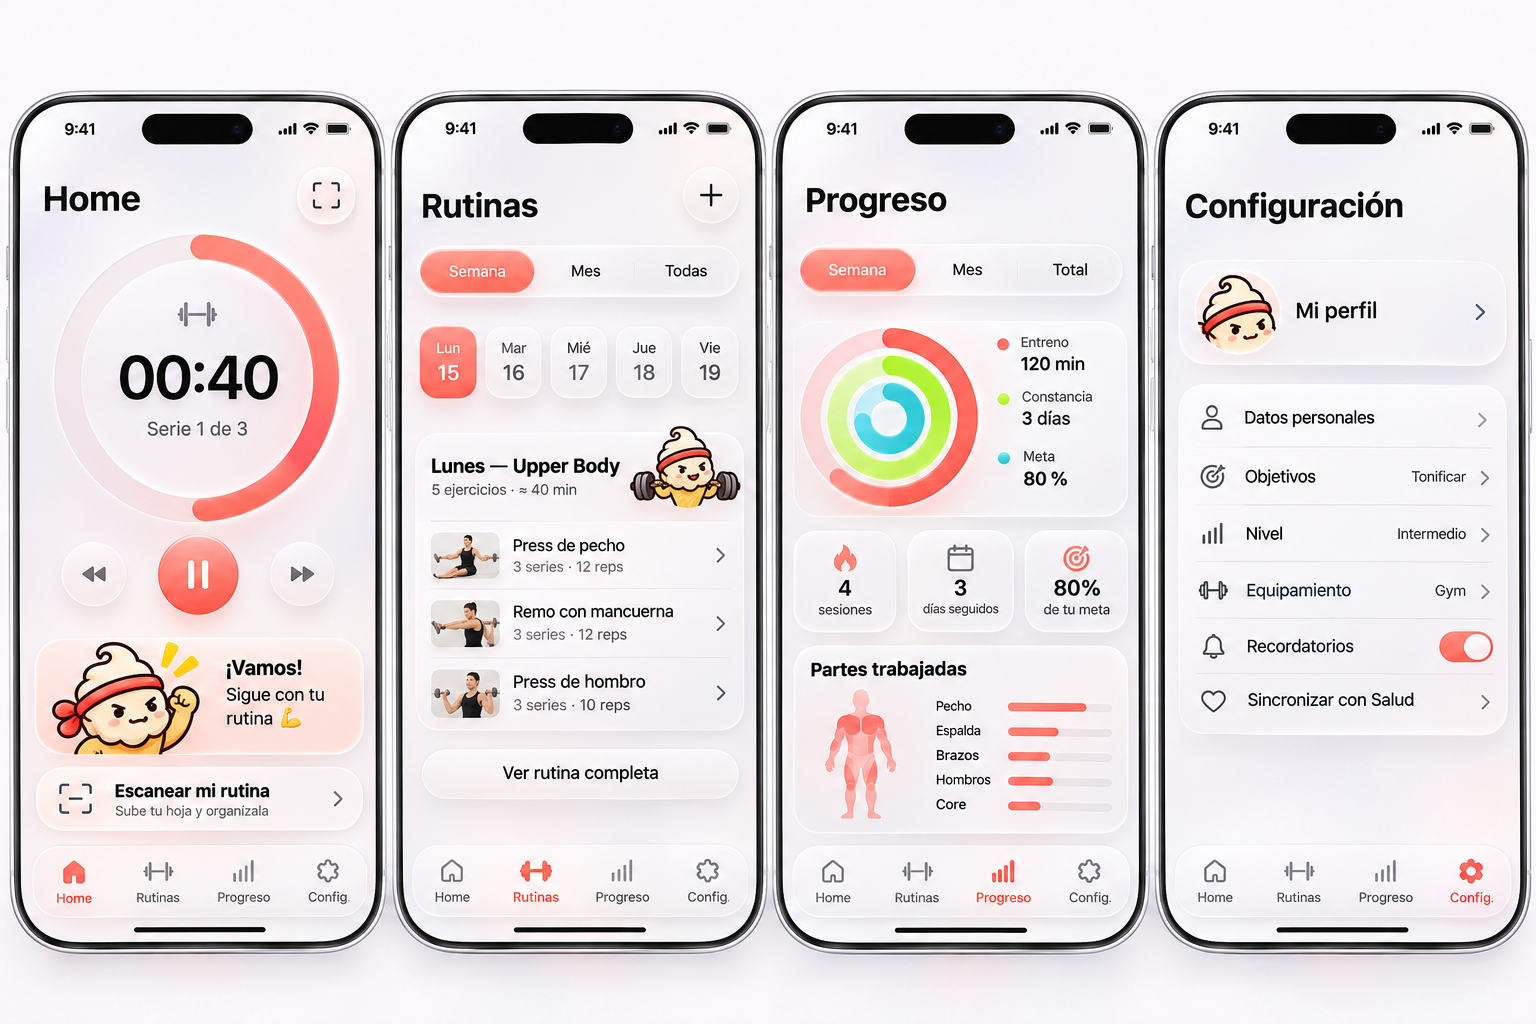 9:41
Home
00:40
Serie 1 de 3
¡Vamos!
Sigue con tu
rutina 💪
Escanear mi rutina
Sube tu hoja y organízala
Home
Rutinas
Progreso
Config.
9:41
Rutinas
Semana
Mes
Todas
Lun
15
Mar
16
Mié
17
Jue
18
Vie
19
Lunes — Upper Body
5 ejercicios · ≈ 40 min
Press de pecho
3 series · 12 reps
Remo con mancuerna
3 series · 12 reps
Press de hombro
3 series · 10 reps
Ver rutina completa
Home
Rutinas
Progreso
Config.
9:41
Progreso
Semana
Mes
Total
Entreno
120 min
Constancia
3 días
Meta
80 %
4
sesiones
3
días seguidos
80%
de tu meta
Partes trabajadas
Pecho
Espalda
Brazos
Hombros
Core
Home
Rutinas
Progreso
Config.
9:41
Configuración
Mi perfil
Datos personales
Objetivos
Tonificar
Nivel
Intermedio
Equipamiento
Gym
Recordatorios
Sincronizar con Salud
Home
Rutinas
Progreso
Config.